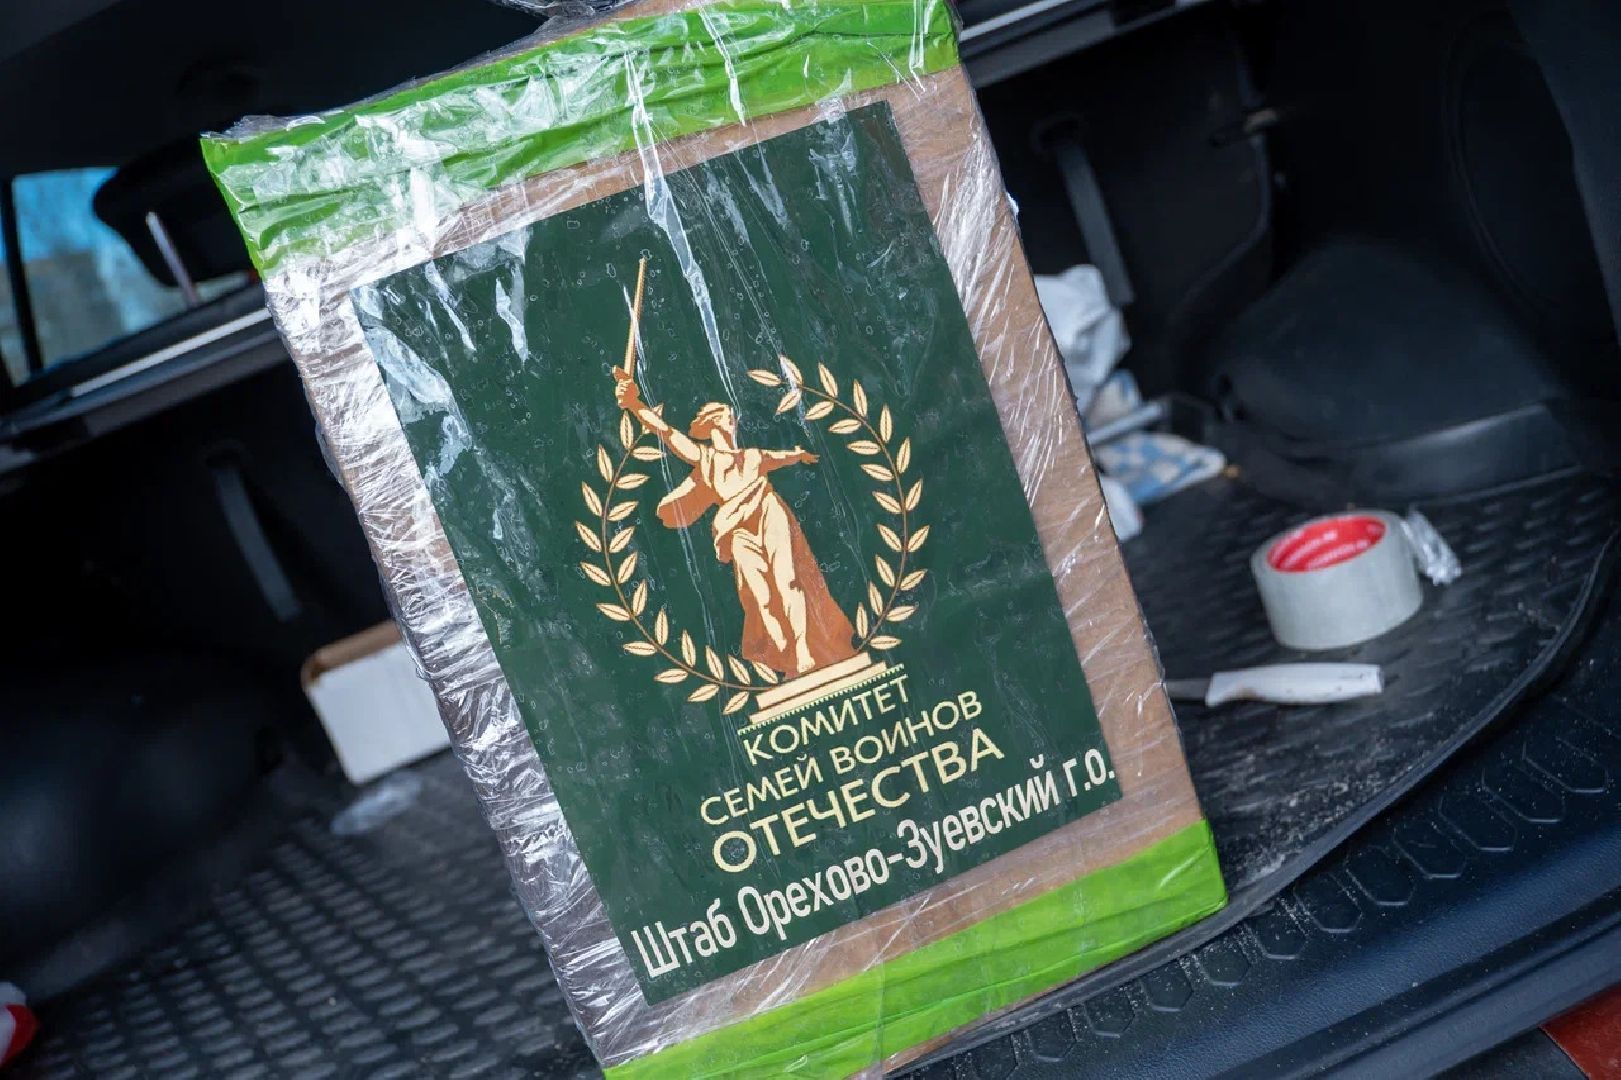 КОМИТЕТ
СЕМЕЙ ВОИНОВ
ОТЕЧЕСТВА
Штаб Орехово-Зуевский г.о.